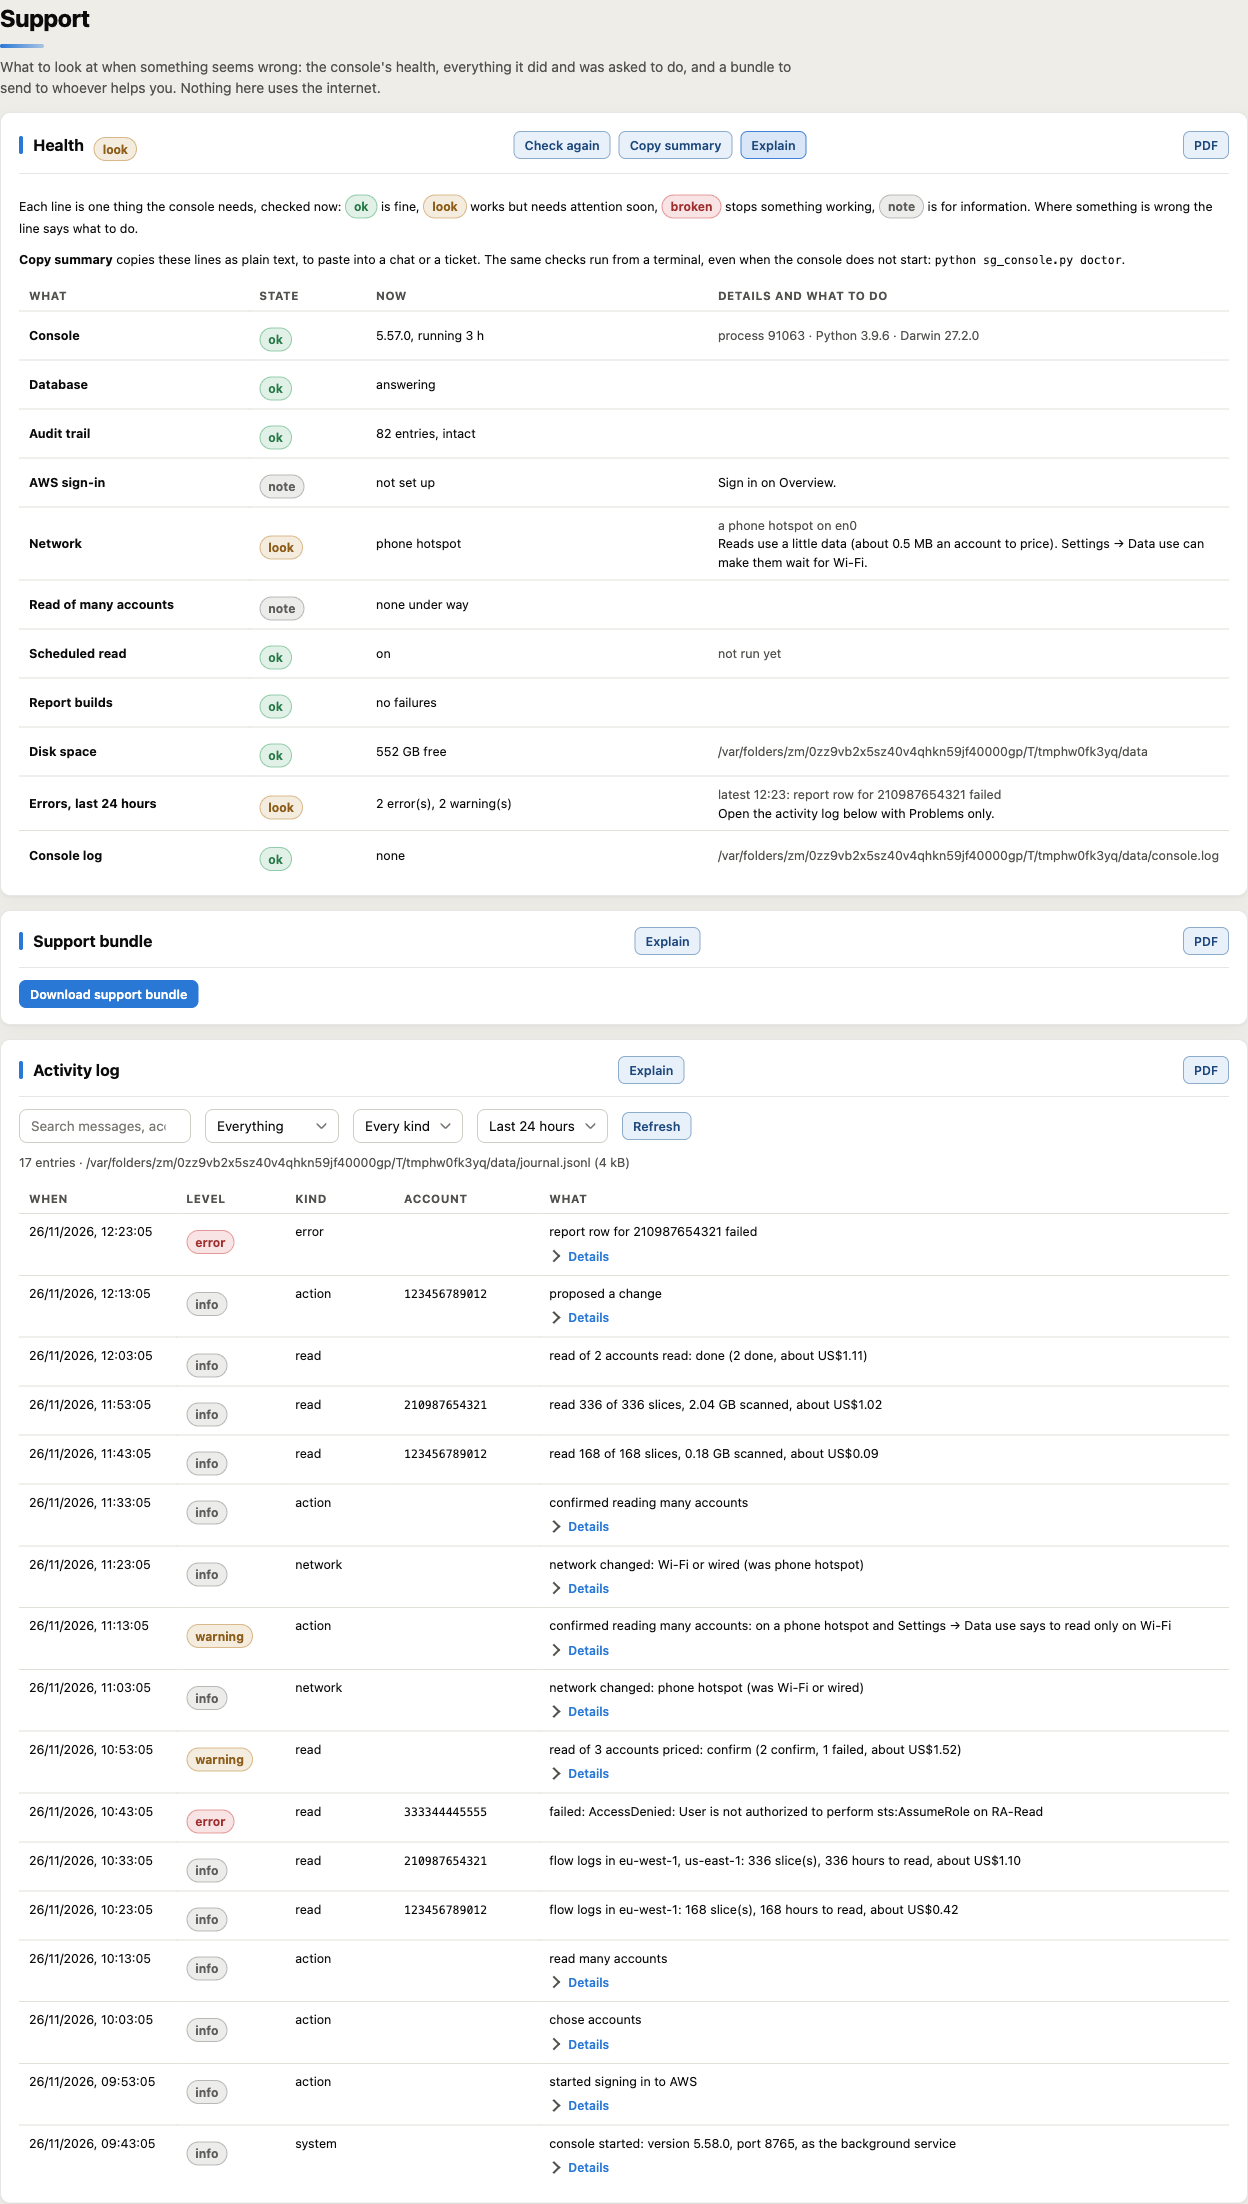 Support
What to look at when something seems wrong: the console's health, everything it did and was asked to do, and a bundle to
send to whoever helps you. Nothing here uses the internet.
Health look Check again Copy summary Explain PDF
Each line is one thing the console needs, checked now: ok is fine, look works but needs attention soon, broken stops something working, note is for information. Where something is wrong the
line says what to do.
Copy summary copies these lines as plain text, to paste into a chat or a ticket. The same checks run from a terminal, even when the console does not start: python sg_console.py doctor.
WHAT STATE NOW DETAILS AND WHAT TO DO
Console ok 5.57.0, running 3 h process 91063 · Python 3.9.6 · Darwin 27.2.0
Database ok answering
Audit trail ok 82 entries, intact
AWS sign-in note not set up Sign in on Overview.
a phone hotspot on en0
Network look phone hotspot Reads use a little data (about 0.5 MB an account to price). Settings → Data use can
make them wait for Wi-Fi.
Read of many accounts note none under way
Scheduled read ok on not run yet
Report builds ok no failures
Disk space ok 552 GB free /var/folders/zm/0zz9vb2x5sz40v4qhkn59jf40000gp/T/tmphw0fk3yq/data
latest 12:23: report row for 210987654321 failed
Errors, last 24 hours look 2 error(s), 2 warning(s)
Open the activity log below with Problems only.
Console log ok none /var/folders/zm/0zz9vb2x5sz40v4qhkn59jf40000gp/T/tmphw0fk3yq/data/console.log
Support bundle Explain PDF
Download support bundle
Activity log Explain PDF
Search messages, acc Everything Every kind Last 24 hours Refresh
17 entries · /var/folders/zm/0zz9vb2x5sz40v4qhkn59jf40000gp/T/tmphw0fk3yq/data/journal.jsonl (4 kB)
WHEN LEVEL KIND ACCOUNT WHAT
26/11/2026, 12:23:05 error error report row for 210987654321 failed
Details
26/11/2026, 12:13:05 info action 123456789012 proposed a change
Details
26/11/2026, 12:03:05 info read read of 2 accounts read: done (2 done, about US$1.11)
26/11/2026, 11:53:05 info read 210987654321 read 336 of 336 slices, 2.04 GB scanned, about US$1.02
26/11/2026, 11:43:05 info read 123456789012 read 168 of 168 slices, 0.18 GB scanned, about US$0.09
26/11/2026, 11:33:05 info action confirmed reading many accounts
Details
26/11/2026, 11:23:05 info network network changed: Wi-Fi or wired (was phone hotspot)
Details
26/11/2026, 11:13:05 warning action confirmed reading many accounts: on a phone hotspot and Settings → Data use says to read only on Wi-Fi
Details
26/11/2026, 11:03:05 info network network changed: phone hotspot (was Wi-Fi or wired)
Details
26/11/2026, 10:53:05 warning read read of 3 accounts priced: confirm (2 confirm, 1 failed, about US$1.52)
Details
26/11/2026, 10:43:05 error read 333344445555 failed: AccessDenied: User is not authorized to perform sts:AssumeRole on RA-Read
26/11/2026, 10:33:05 info read 210987654321 flow logs in eu-west-1, us-east-1: 336 slice(s), 336 hours to read, about US$1.10
26/11/2026, 10:23:05 info read 123456789012 flow logs in eu-west-1: 168 slice(s), 168 hours to read, about US$0.42
26/11/2026, 10:13:05 info action read many accounts
Details
26/11/2026, 10:03:05 info action chose accounts
Details
26/11/2026, 09:53:05 info action started signing in to AWS
Details
26/11/2026, 09:43:05 info system console started: version 5.58.0, port 8765, as the background service
Details